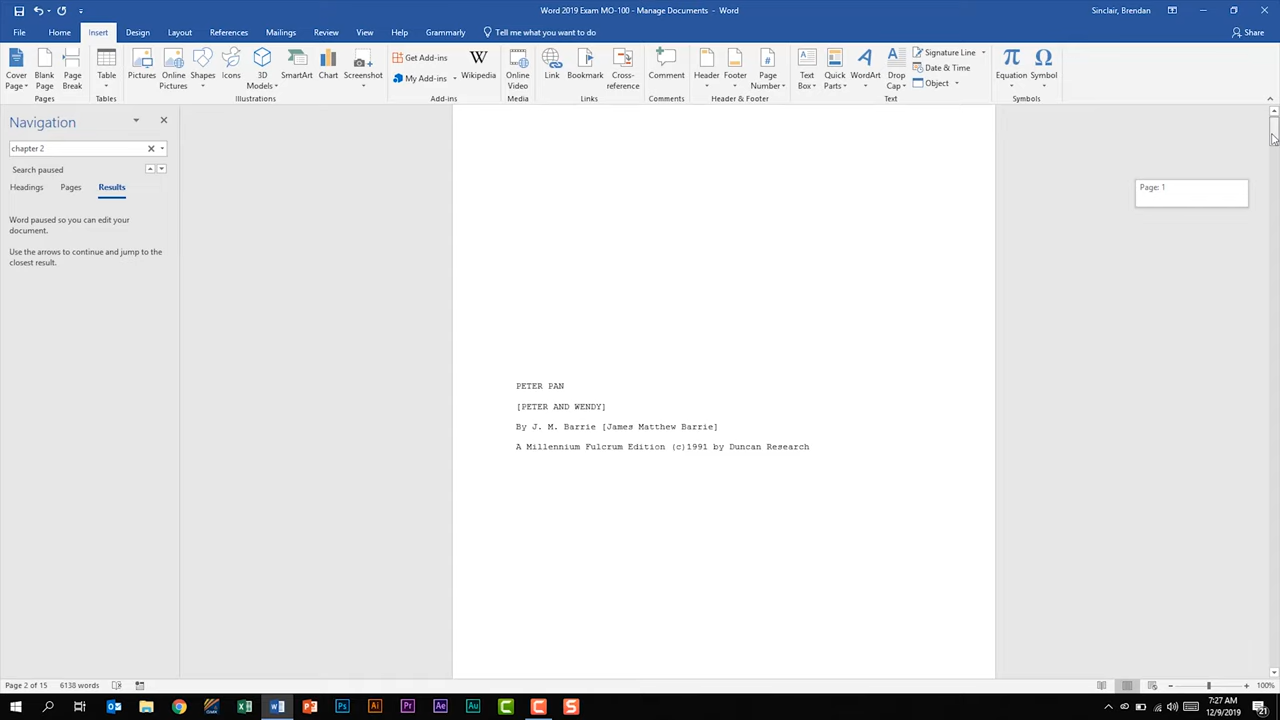 Word 2019 Exam MO-100 - Manage Documents - Word
Sinclair, Brendan
File Home Insert Design Layout References Mailings Review View Help Grammarly Tell me what you want to do Share
Cover Page
Blank Page
Page Break
Pages
Table
Tables
Pictures
Online Pictures
Shapes
Icons
3D Models
SmartArt
Chart
Screenshot
Illustrations
Get Add-ins
My Add-ins
Wikipedia
Add-ins
Online Video
Media
Link
Bookmark
Cross-reference
Links
Comment
Comments
Header
Footer
Page Number
Header & Footer
Text Box
Quick Parts
WordArt
Drop Cap
Signature Line
Date & Time
Object
Text
Equation
Symbol
Symbols
Navigation
chapter 2
Search paused
Headings Pages Results
Word paused so you can edit your
document.
Use the arrows to continue and jump to the
closest result.
Page: 1
PETER PAN
[PETER AND WENDY]
By J. M. Barrie [James Matthew Barrie]
A Millennium Fulcrum Edition (c)1991 by Duncan Research
Page 2 of 15 6138 words
100%
7:27 AM
12/9/2019